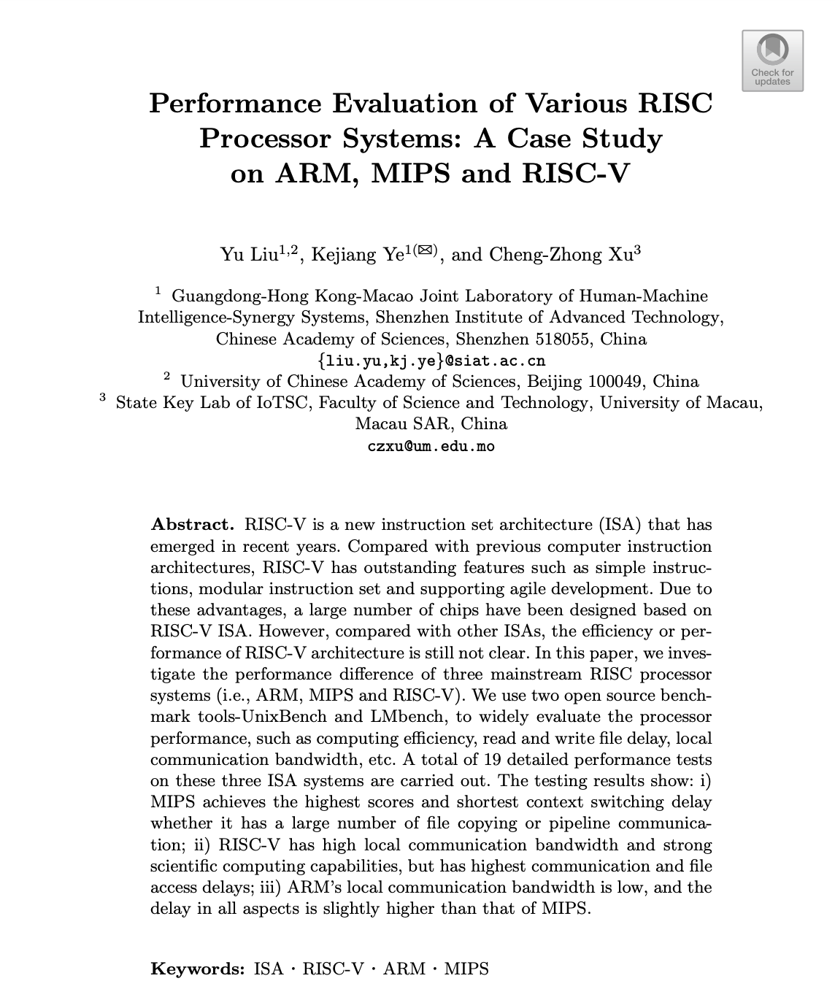 Check for
updates
Performance Evaluation of Various RISC
Processor Systems: A Case Study
on ARM, MIPS and RISC-V
Yu Liu1,2, Kejiang Ye1(✉), and Cheng-Zhong Xu3
1 Guangdong-Hong Kong-Macao Joint Laboratory of Human-Machine
Intelligence-Synergy Systems, Shenzhen Institute of Advanced Technology,
Chinese Academy of Sciences, Shenzhen 518055, China
{liu.yu,kj.ye}@siat.ac.cn
2 University of Chinese Academy of Sciences, Beijing 100049, China
3 State Key Lab of IoTSC, Faculty of Science and Technology, University of Macau,
Macau SAR, China
czxu@um.edu.mo
Abstract. RISC-V is a new instruction set architecture (ISA) that has
emerged in recent years. Compared with previous computer instruction
architectures, RISC-V has outstanding features such as simple instruc-
tions, modular instruction set and supporting agile development. Due to
these advantages, a large number of chips have been designed based on
RISC-V ISA. However, compared with other ISAs, the efficiency or per-
formance of RISC-V architecture is still not clear. In this paper, we inves-
tigate the performance difference of three mainstream RISC processor
systems (i.e., ARM, MIPS and RISC-V). We use two open source bench-
mark tools-UnixBench and LMbench, to widely evaluate the processor
performance, such as computing efficiency, read and write file delay, local
communication bandwidth, etc. A total of 19 detailed performance tests
on these three ISA systems are carried out. The testing results show: i)
MIPS achieves the highest scores and shortest context switching delay
whether it has a large number of file copying or pipeline communica-
tion; ii) RISC-V has high local communication bandwidth and strong
scientific computing capabilities, but has highest communication and file
access delays; iii) ARM's local communication bandwidth is low, and the
delay in all aspects is slightly higher than that of MIPS.
Keywords: ISA · RISC-V · ARM · MIPS